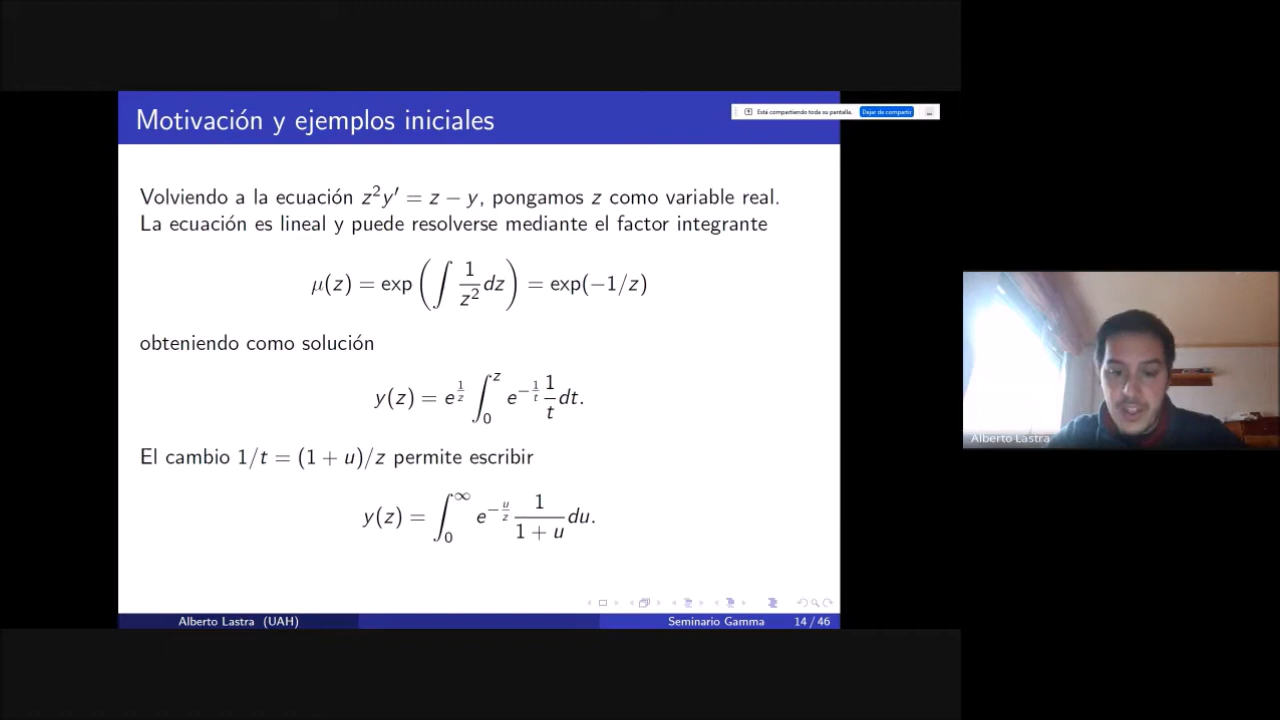 Motivación y ejemplos iniciales
Está compartiendo toda su pantalla.
Dejar de compartir
Volviendo a la ecuación z²y′ = z − y, pongamos z como variable real.
La ecuación es lineal y puede resolverse mediante el factor integrante
μ(z) = exp(∫ 1/z² dz) = exp(−1/z)
obteniendo como solución
y(z) = e^{1/z} ∫₀^z e^{−1/t} 1/t dt.
El cambio 1/t = (1 + u)/z permite escribir
y(z) = ∫₀^∞ e^{−u/z} 1/(1 + u) du.
Alberto Lastra (UAH)
Seminario Gamma
14 / 46
Alberto Lastra